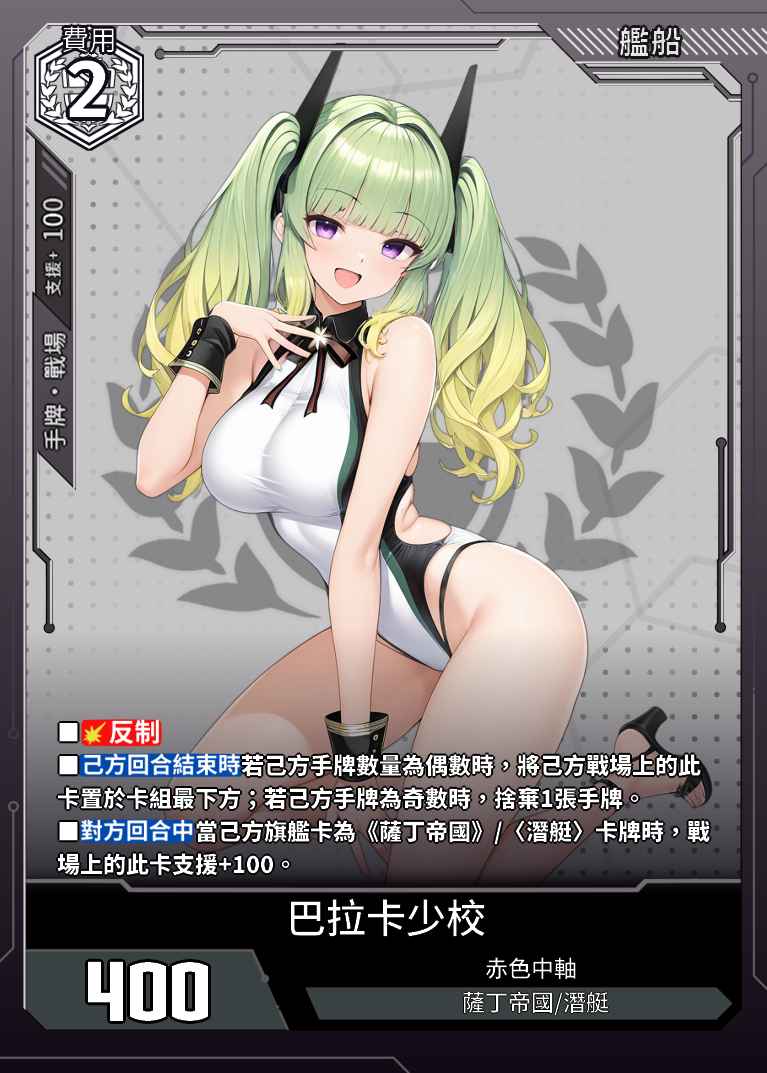 費用
2
艦船
支援+ 100
手牌・戰場
■💥反制
■己方回合結束時若己方手牌數量為偶數時，將己方戰場上的此
卡置於卡組最下方；若己方手牌為奇數時，捨棄1張手牌。
■對方回合中當己方旗艦卡為《薩丁帝國》/〈潛艇〉卡牌時，戰
場上的此卡支援+100。
巴拉卡少校
400
赤色中軸
薩丁帝國/潛艇